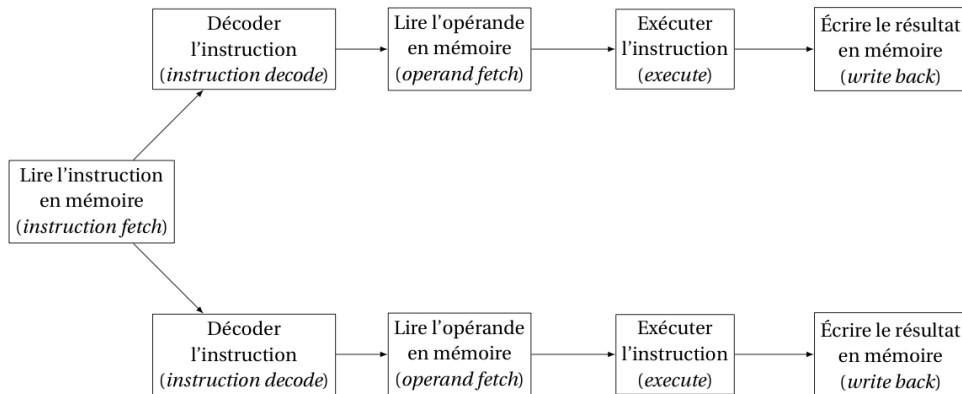 Décoder
l'instruction
(instruction decode)
Lire l'opérande
en mémoire
(operand fetch)
Exécuter
l'instruction
(execute)
Écrire le résultat
en mémoire
(write back)
Lire l'instruction
en mémoire
(instruction fetch)
Décoder
l'instruction
(instruction decode)
Lire l'opérande
en mémoire
(operand fetch)
Exécuter
l'instruction
(execute)
Écrire le résultat
en mémoire
(write back)